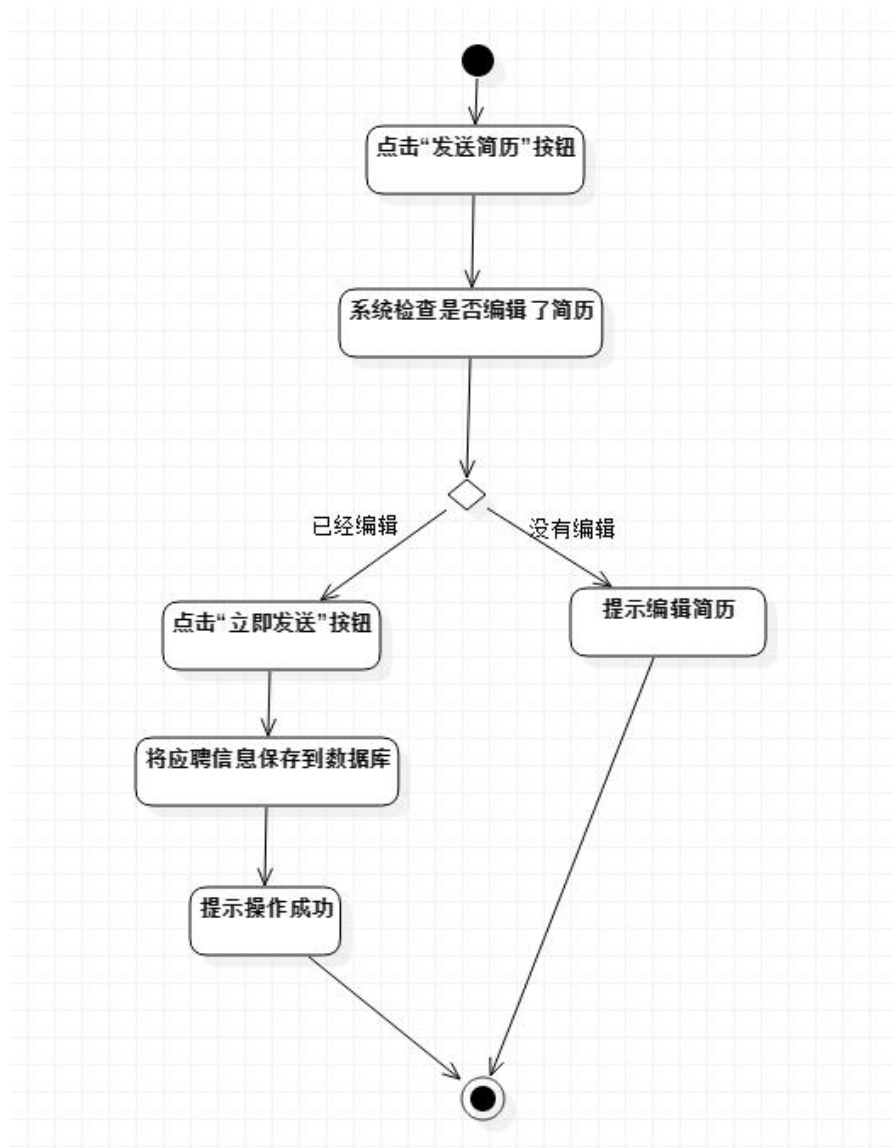 点击“发送简历”按钮
系统检查是否编辑了简历
已经编辑
没有编辑
点击“立即发送”按钮
提示编辑简历
将应聘信息保存到数据库
提示操作成功